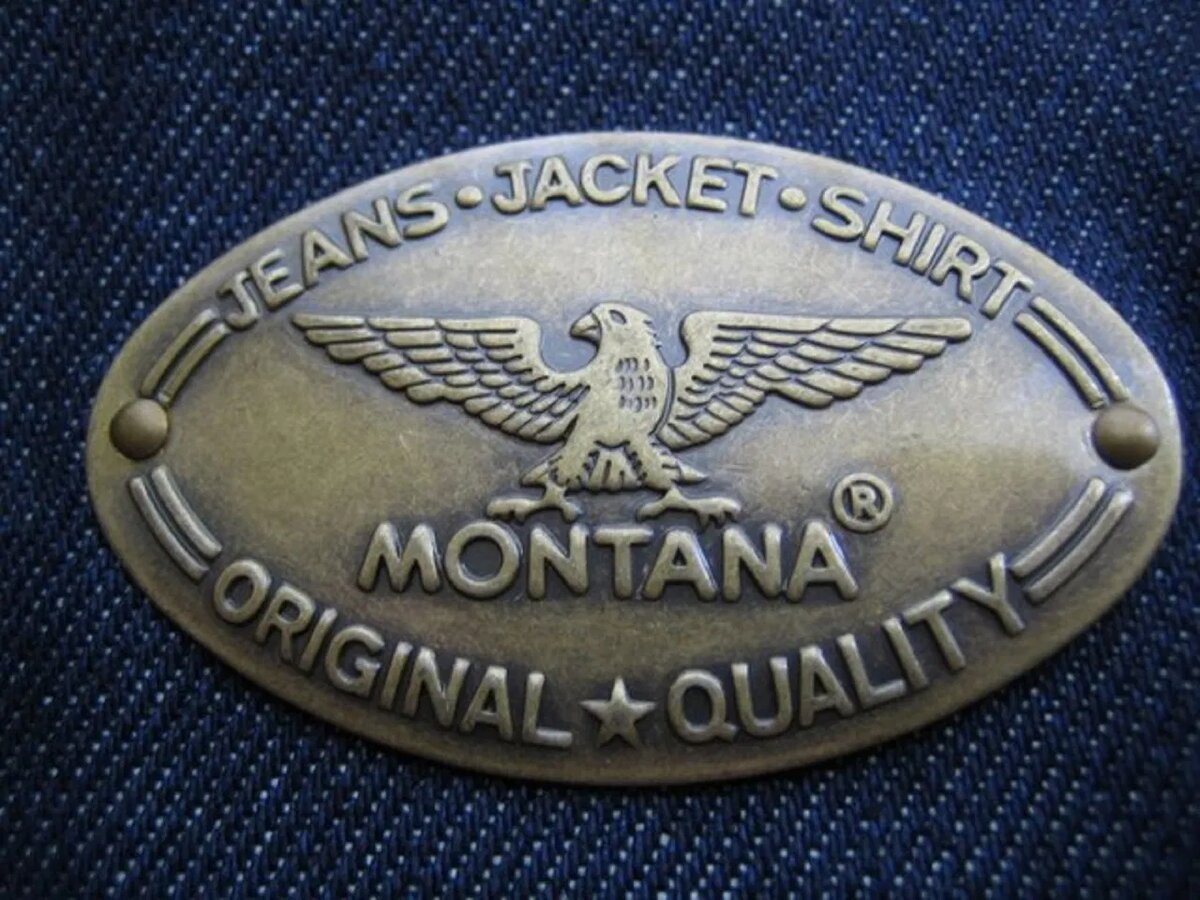 JEANS • JACKET • SHIRT
MONTANA®
ORIGINAL ★ QUALITY